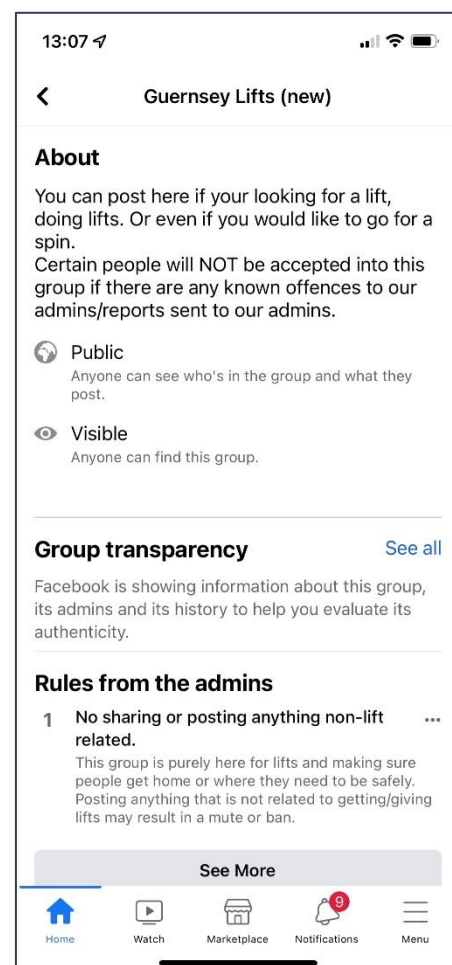 13:07
Guernsey Lifts (new)
About
You can post here if your looking for a lift,
doing lifts. Or even if you would like to go for a
spin.
Certain people will NOT be accepted into this
group if there are any known offences to our
admins/reports sent to our admins.
Public
Anyone can see who's in the group and what they
post.
Visible
Anyone can find this group.
Group transparency See all
Facebook is showing information about this group,
its admins and its history to help you evaluate its
authenticity.
Rules from the admins
1 No sharing or posting anything non-lift ...
related.
This group is purely here for lifts and making sure
people get home or where they need to be safely.
Posting anything that is not related to getting/giving
lifts may result in a mute or ban.
See More
9
Home Watch Marketplace Notifications Menu